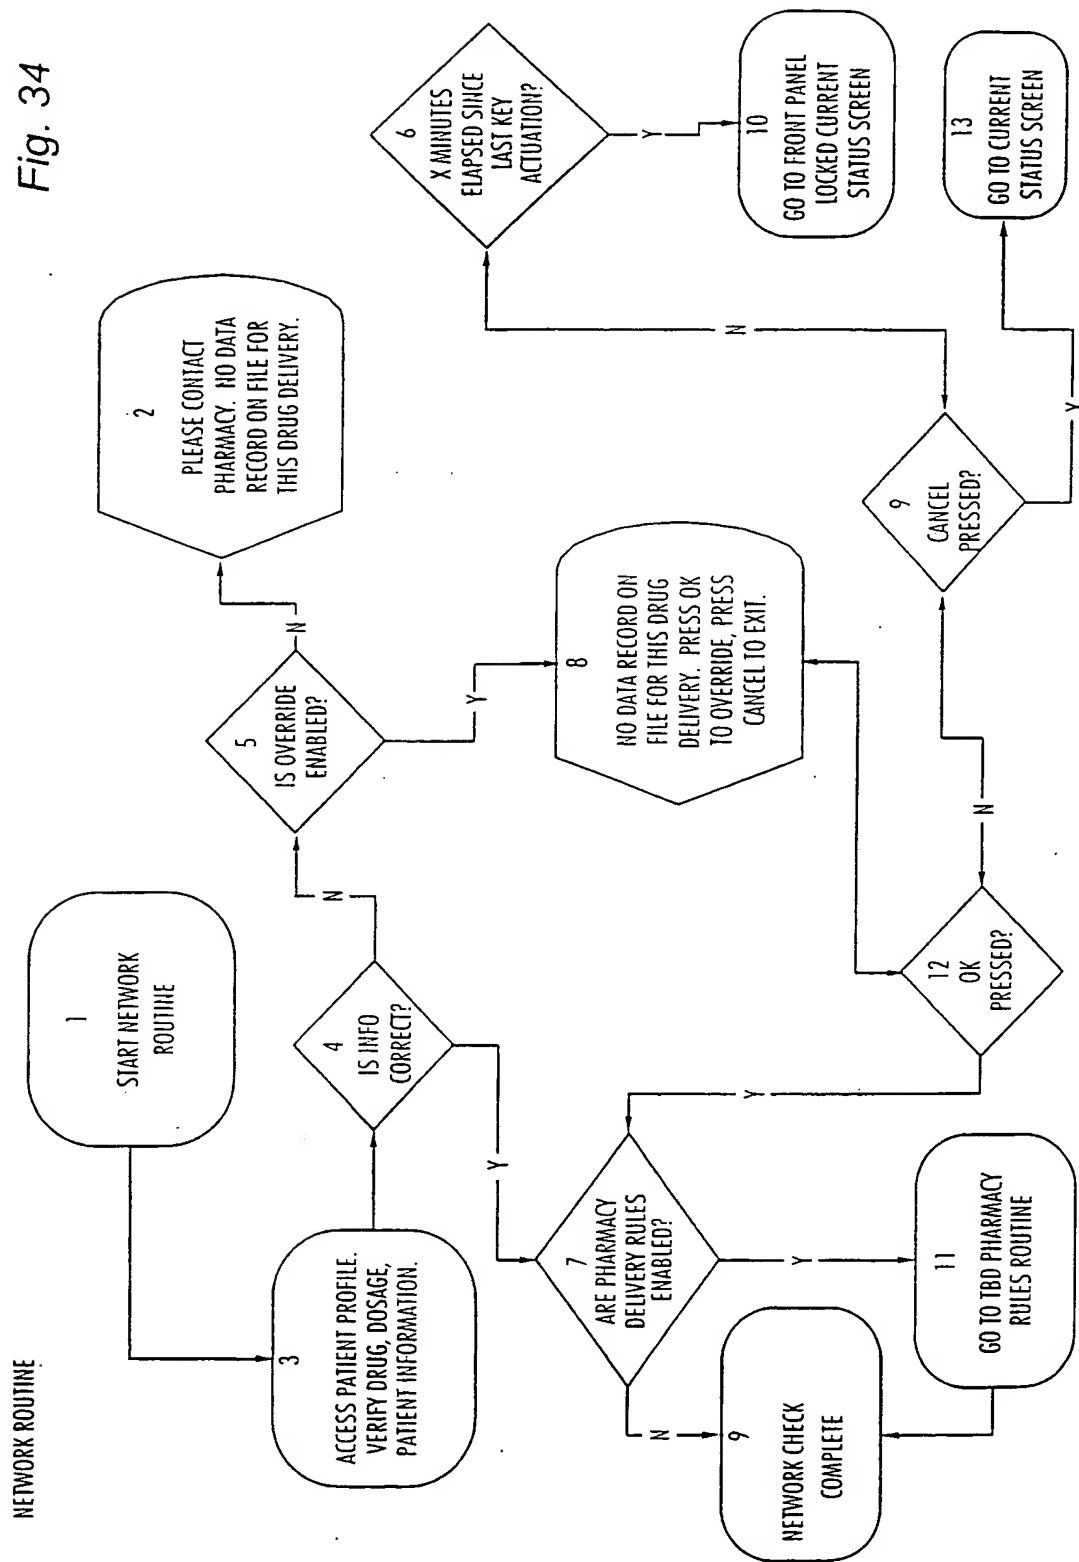 NETWORK ROUTINE
Fig. 34
1
START NETWORK
ROUTINE
2
PLEASE CONTACT
PHARMACY. NO DATA
RECORD ON FILE FOR
THIS DRUG DELIVERY.
3
ACCESS PATIENT PROFILE.
VERIFY DRUG, DOSAGE,
PATIENT INFORMATION.
4
IS INFO
CORRECT?
N
Y
5
IS OVERRIDE
ENABLED?
N
Y
6
X MINUTES
ELAPSED SINCE
LAST KEY
ACTUATION?
Y
7
ARE PHARMACY
DELIVERY RULES
ENABLED?
N
Y
8
NO DATA RECORD ON
FILE FOR THIS DRUG
DELIVERY. PRESS OK
TO OVERRIDE, PRESS
CANCEL TO EXIT.
9
NETWORK CHECK
COMPLETE
11
GO TO TBD PHARMACY
RULES ROUTINE
12
OK
PRESSED?
Y
N
9
CANCEL
PRESSED?
N
Y
10
GO TO FRONT PANEL
LOCKED CURRENT
STATUS SCREEN
13
GO TO CURRENT
STATUS SCREEN